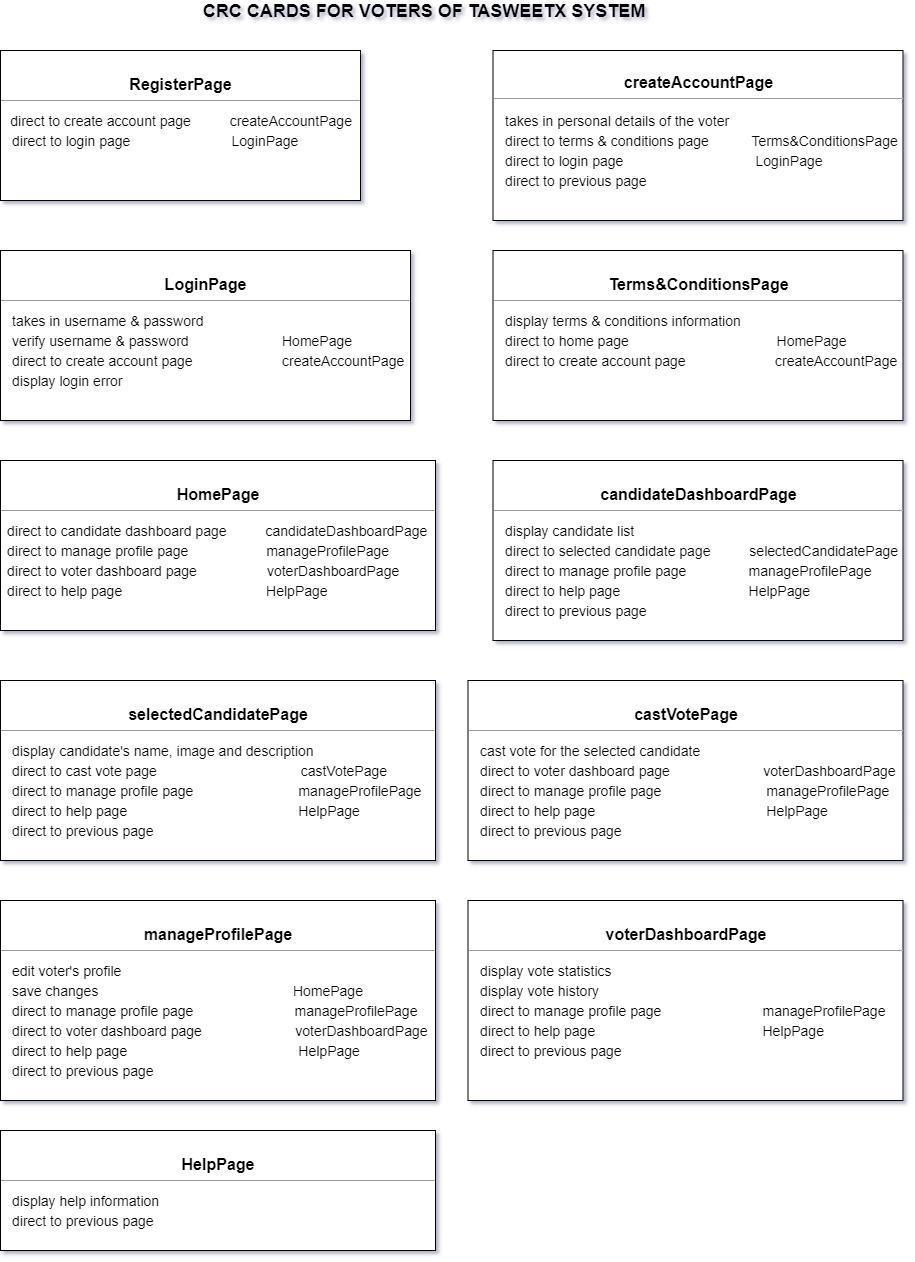 CRC CARDS FOR VOTERS OF TASWEETX SYSTEM
RegisterPage
direct to create account page createAccountPage
direct to login page LoginPage
createAccountPage
takes in personal details of the voter
direct to terms & conditions page Terms&ConditionsPage
direct to login page LoginPage
direct to previous page
LoginPage
takes in username & password
verify username & password HomePage
direct to create account page createAccountPage
display login error
Terms&ConditionsPage
display terms & conditions information
direct to home page HomePage
direct to create account page createAccountPage
HomePage
direct to candidate dashboard page candidateDashboardPage
direct to manage profile page manageProfilePage
direct to voter dashboard page voterDashboardPage
direct to help page HelpPage
candidateDashboardPage
display candidate list
direct to selected candidate page selectedCandidatePage
direct to manage profile page manageProfilePage
direct to help page HelpPage
direct to previous page
selectedCandidatePage
display candidate's name, image and description
direct to cast vote page castVotePage
direct to manage profile page manageProfilePage
direct to help page HelpPage
direct to previous page
castVotePage
cast vote for the selected candidate
direct to voter dashboard page voterDashboardPage
direct to manage profile page manageProfilePage
direct to help page HelpPage
direct to previous page
manageProfilePage
edit voter's profile
save changes HomePage
direct to manage profile page manageProfilePage
direct to voter dashboard page voterDashboardPage
direct to help page HelpPage
direct to previous page
voterDashboardPage
display vote statistics
display vote history
direct to manage profile page manageProfilePage
direct to help page HelpPage
direct to previous page
HelpPage
display help information
direct to previous page